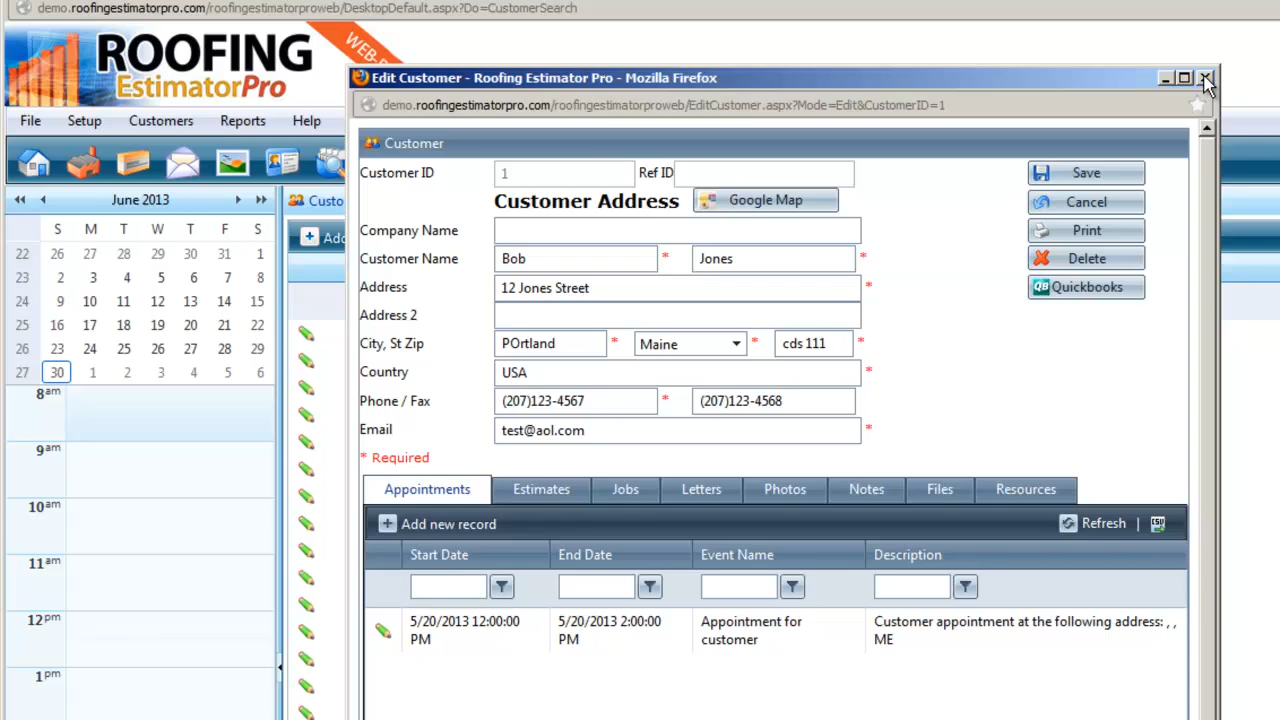 demo.roofingestimatorpro.com/roofingestimatorproweb/DesktopDefault.aspx?Do=CustomerSearch
ROOFING
EstimatorPro
Edit Customer - Roofing Estimator Pro - Mozilla Firefox
demo.roofingestimatorpro.com/roofingestimatorproweb/EditCustomer.aspx?Mode=Edit&CustomerID=1
File Setup Customers Reports Help
June 2013
S M T W T F S
22 26 27 28 29 30 31 1
23 2 3 4 5 6 7 8
24 9 10 11 12 13 14 15
25 16 17 18 19 20 21 22
26 23 24 25 26 27 28 29
27 30 1 2 3 4 5 6
8am
9am
10am
11am
12pm
1pm
Customer
Customer ID 1 Ref ID
Customer Address Google Map
Company Name
Customer Name Bob * Jones *
Address 12 Jones Street *
Address 2
City, St Zip POrtland * Maine * cds 111 *
Country USA *
Phone / Fax (207)123-4567 * (207)123-4568
Email test@aol.com *
* Required
Save
Cancel
Print
Delete
QB Quickbooks
Appointments Estimates Jobs Letters Photos Notes Files Resources
+ Add new record Refresh | CSV
Start Date End Date Event Name Description
5/20/2013 12:00:00 PM
5/20/2013 2:00:00 PM
Appointment for customer
Customer appointment at the following address: , , ME